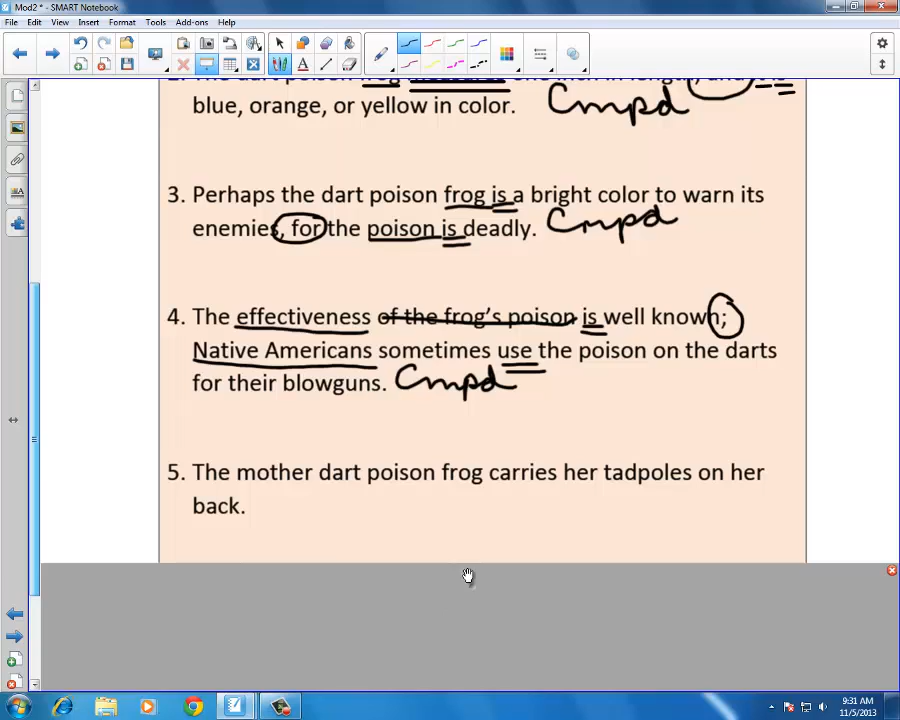 Mod2 * - SMART Notebook
File Edit View Insert Format Tools Add-ons Help
blue, orange, or yellow in color. Cmpd
3. Perhaps the dart poison frog is a bright color to warn its
enemies, for the poison is deadly. Cmpd
4. The effectiveness of the frog's poison is well known;
Native Americans sometimes use the poison on the darts
for their blowguns. Cmpd
5. The mother dart poison frog carries her tadpoles on her
back.
9:31 AM
11/5/2013